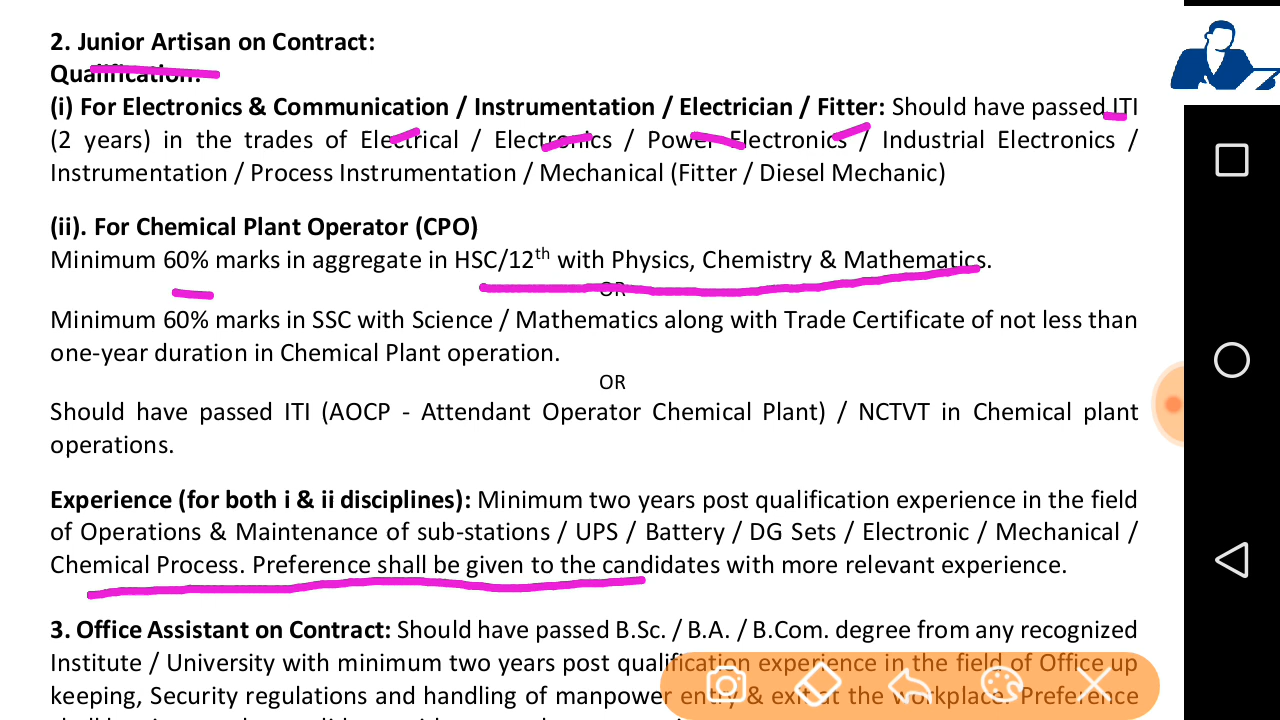 2. Junior Artisan on Contract:
Qualification:
(i) For Electronics & Communication / Instrumentation / Electrician / Fitter: Should have passed ITI
(2 years) in the trades of Electrical / Electronics / Power Electronics / Industrial Electronics /
Instrumentation / Process Instrumentation / Mechanical (Fitter / Diesel Mechanic)
(ii). For Chemical Plant Operator (CPO)
Minimum 60% marks in aggregate in HSC/12th with Physics, Chemistry & Mathematics.
OR
Minimum 60% marks in SSC with Science / Mathematics along with Trade Certificate of not less than
one-year duration in Chemical Plant operation.
OR
Should have passed ITI (AOCP - Attendant Operator Chemical Plant) / NCTVT in Chemical plant
operations.
Experience (for both i & ii disciplines): Minimum two years post qualification experience in the field
of Operations & Maintenance of sub-stations / UPS / Battery / DG Sets / Electronic / Mechanical /
Chemical Process. Preference shall be given to the candidates with more relevant experience.
3. Office Assistant on Contract: Should have passed B.Sc. / B.A. / B.Com. degree from any recognized
Institute / University with minimum two years post qualification experience in the field of Office up
keeping, Security regulations and handling of manpower entry & exit at the workplace. Preference